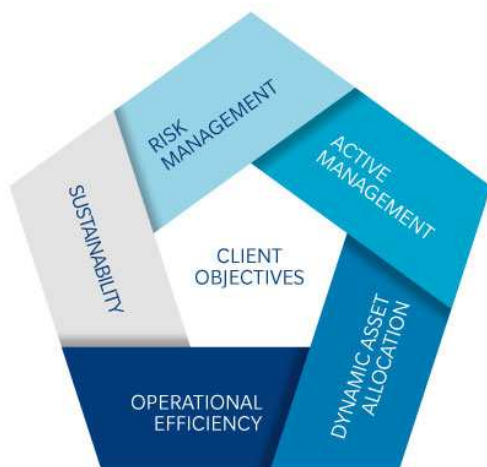 RISK
MANAGEMENT
ACTIVE
MANAGEMENT
SUSTAINABILITY
CLIENT
OBJECTIVES
DYNAMIC ASSET
ALLOCATION
OPERATIONAL
EFFICIENCY